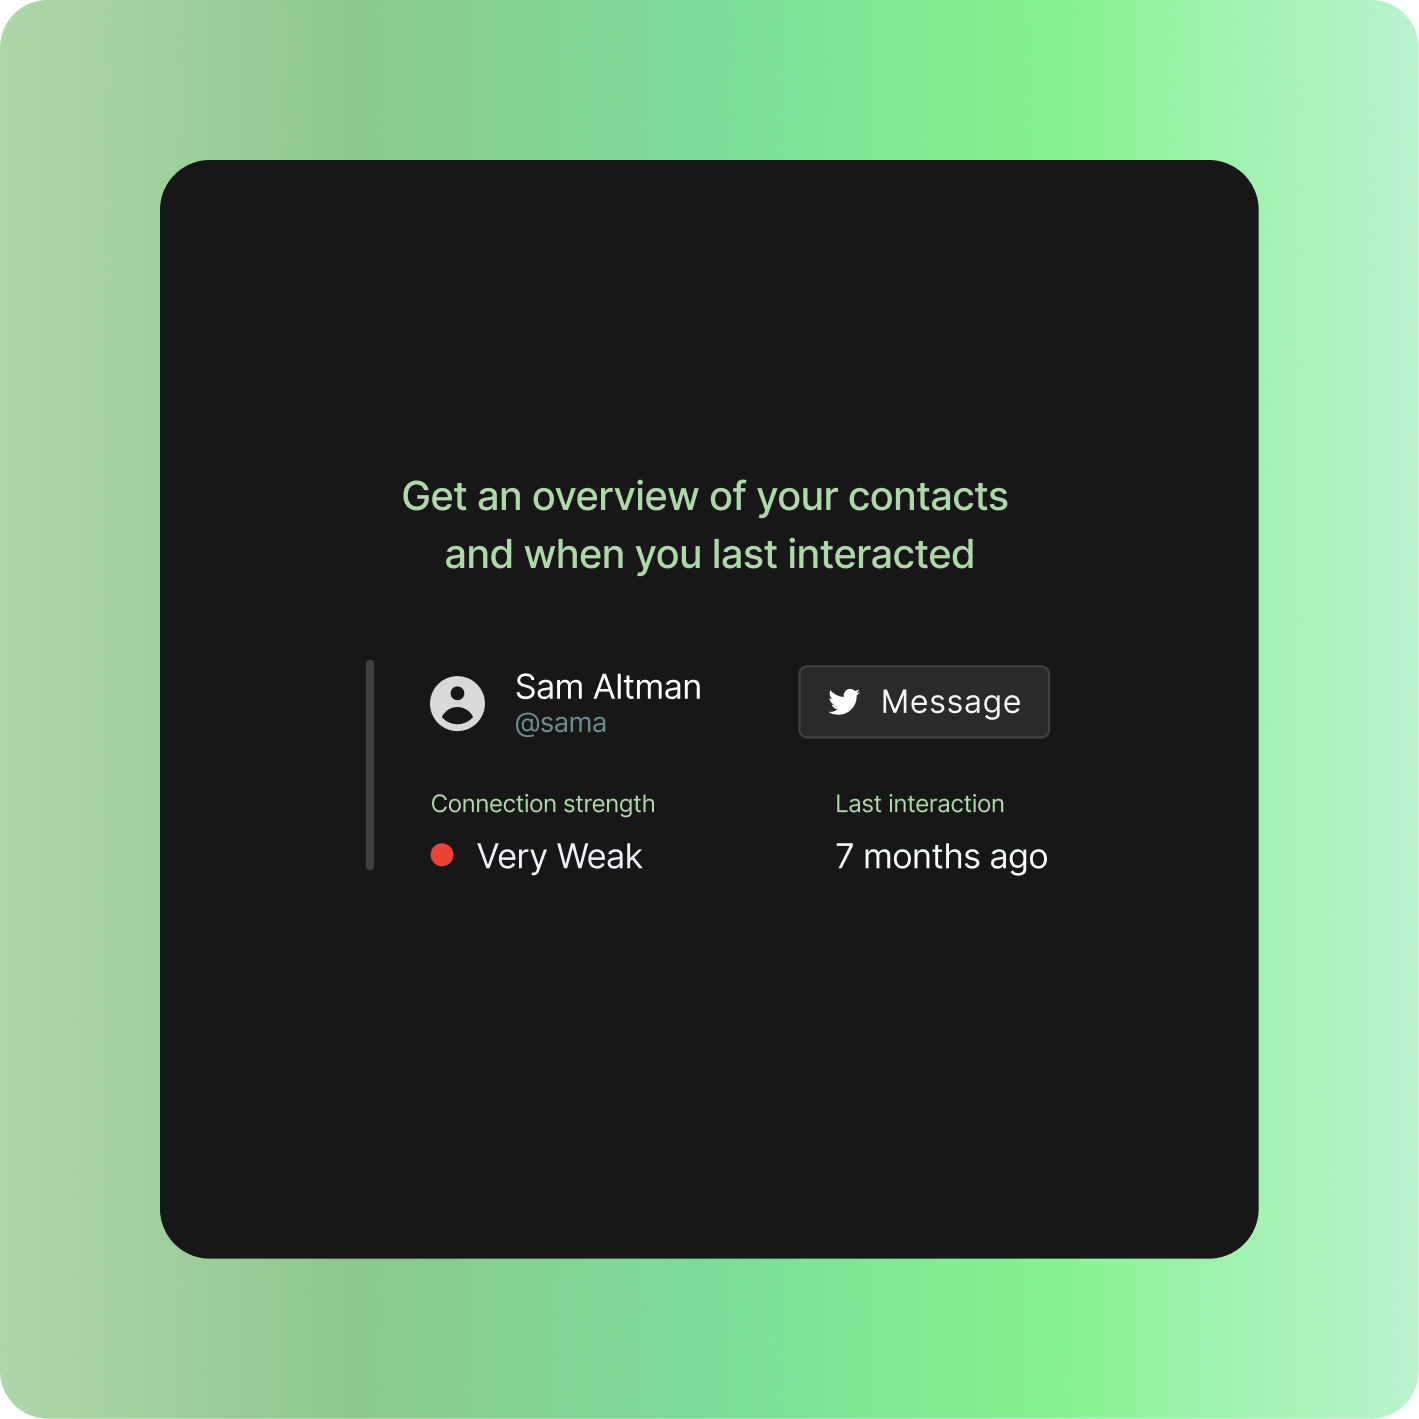 Get an overview of your contacts
and when you last interacted
Sam Altman
@sama
Message
Connection strength
Last interaction
Very Weak
7 months ago